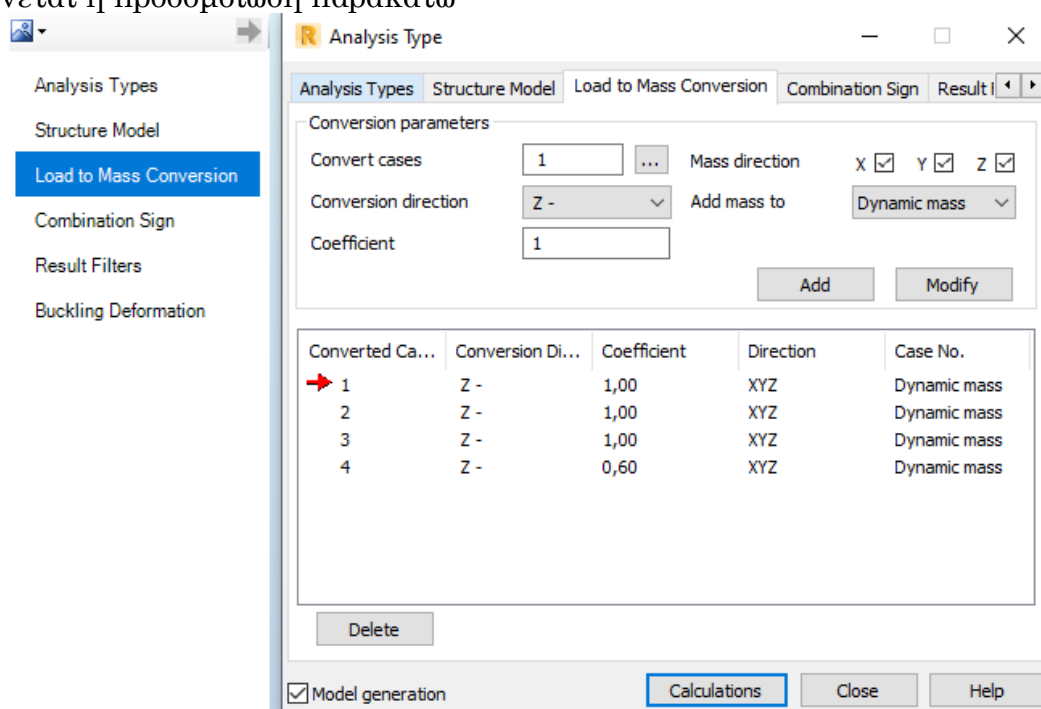 νεται η προσομοίωση παρακάτω
Analysis Types
Structure Model
Load to Mass Conversion
Combination Sign
Result Filters
Buckling Deformation
R Analysis Type
Analysis Types Structure Model Load to Mass Conversion Combination Sign Result
Conversion parameters
Convert cases 1 ... Mass direction X Y Z
Conversion direction Z - Add mass to Dynamic mass
Coefficient 1
Add Modify
Converted Ca... Conversion Di... Coefficient Direction Case No.
1 Z - 1,00 XYZ Dynamic mass
2 Z - 1,00 XYZ Dynamic mass
3 Z - 1,00 XYZ Dynamic mass
4 Z - 0,60 XYZ Dynamic mass
Delete
Model generation Calculations Close Help